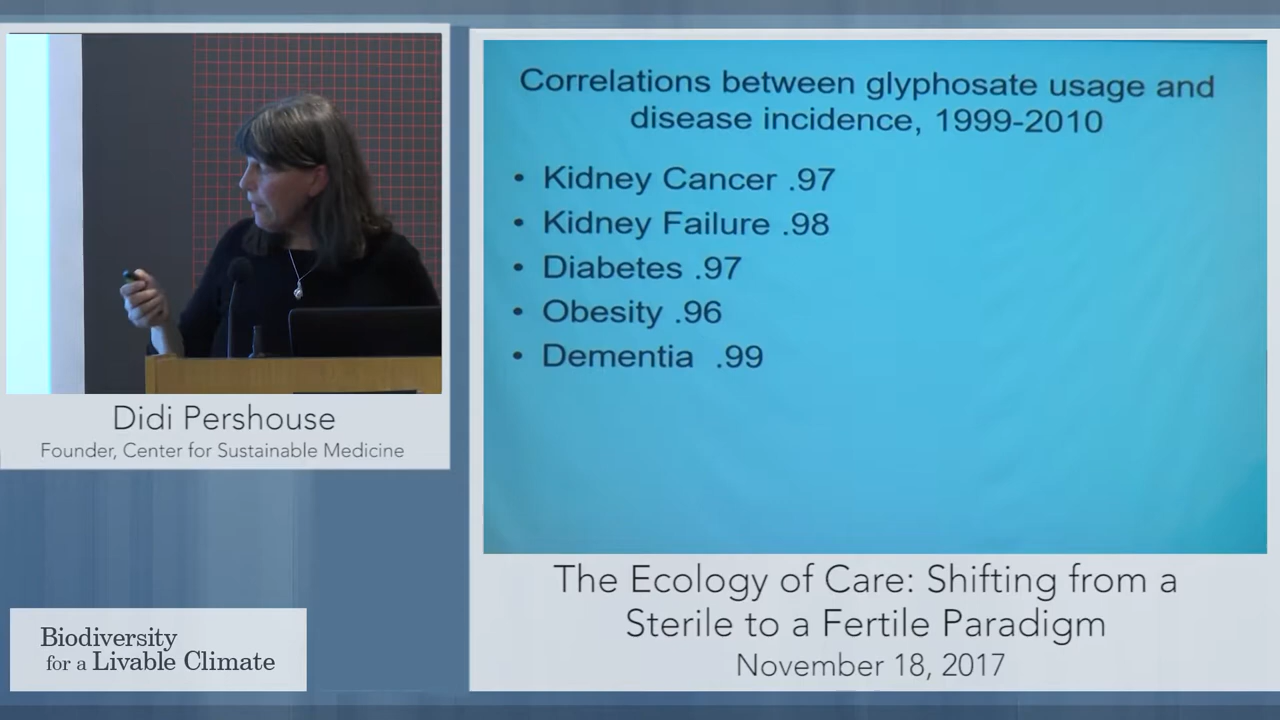 Correlations between glyphosate usage and
disease incidence, 1999-2010
• Kidney Cancer .97
• Kidney Failure .98
• Diabetes .97
• Obesity .96
• Dementia .99
Didi Pershouse
Founder, Center for Sustainable Medicine
The Ecology of Care: Shifting from a
Sterile to a Fertile Paradigm
November 18, 2017
Biodiversity
for a Livable Climate